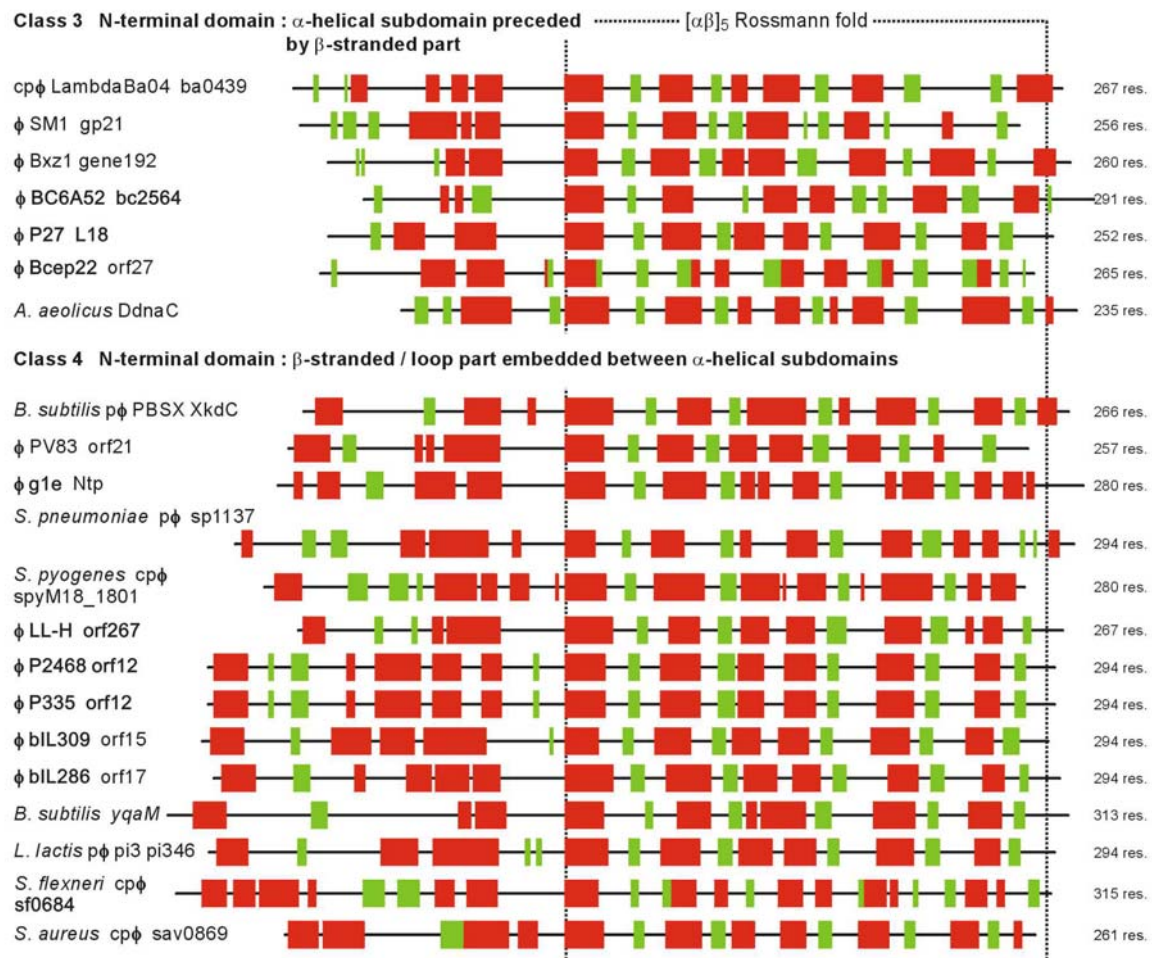 Class 3 N-terminal domain : α-helical subdomain preceded [αβ]5 Rossmann fold
by β-stranded part
cpϕ LambdaBa04 ba0439 267 res.
ϕ SM1 gp21 256 res.
ϕ Bxz1 gene192 260 res.
ϕ BC6A52 bc2564 291 res.
ϕ P27 L18 252 res.
ϕ Bcep22 orf27 265 res.
A. aeolicus DdnaC 235 res.
Class 4 N-terminal domain : β-stranded / loop part embedded between α-helical subdomains
B. subtilis pϕ PBSX XkdC 266 res.
ϕ PV83 orf21 257 res.
ϕ g1e Ntp 280 res.
S. pneumoniae pϕ sp1137
294 res.
S. pyogenes cpϕ
spyM18_1801 280 res.
ϕ LL-H orf267 267 res.
ϕ P2468 orf12 294 res.
ϕ P335 orf12 294 res.
ϕ bIL309 orf15 294 res.
ϕ bIL286 orf17 294 res.
B. subtilis yqaM 313 res.
L. lactis pϕ pi3 pi346 294 res.
S. flexneri cpϕ
sf0684 315 res.
S. aureus cpϕ sav0869 261 res.